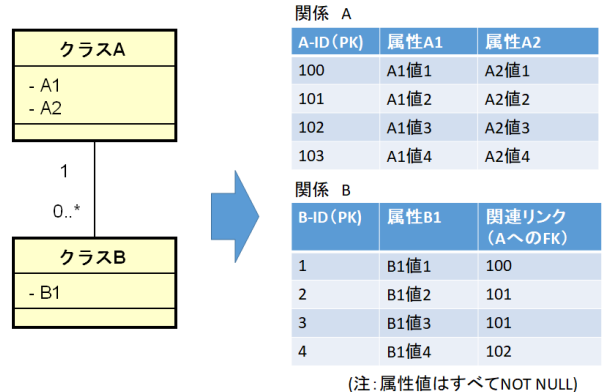 クラスA
- A1
- A2
1
0..*
クラスB
- B1
関係 A
A-ID(PK) 属性A1 属性A2
100 A1値1 A2値1
101 A1値2 A2値2
102 A1値3 A2値3
103 A1値4 A2値4
関係 B
B-ID(PK) 属性B1 関連リンク
(AへのFK)
1 B1値1 100
2 B1値2 101
3 B1値3 101
4 B1値4 102
(注:属性値はすべてNOT NULL)